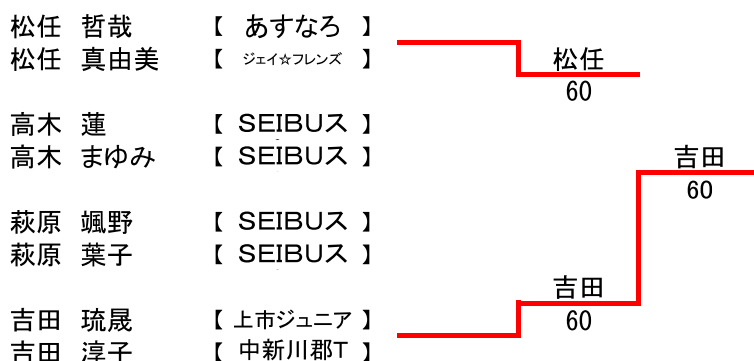 松任 哲哉 【 あすなろ 】
松任 真由美 【 ジェイ☆フレンズ 】
松任
60
高木 蓮 【 SEIBUス 】
高木 まゆみ 【 SEIBUス 】
吉田
60
萩原 颯野 【 SEIBUス 】
萩原 葉子 【 SEIBUス 】
吉田
60
吉田 琉晟 【 上市ジュニア 】
吉田 淳子 【 中新川郡T 】